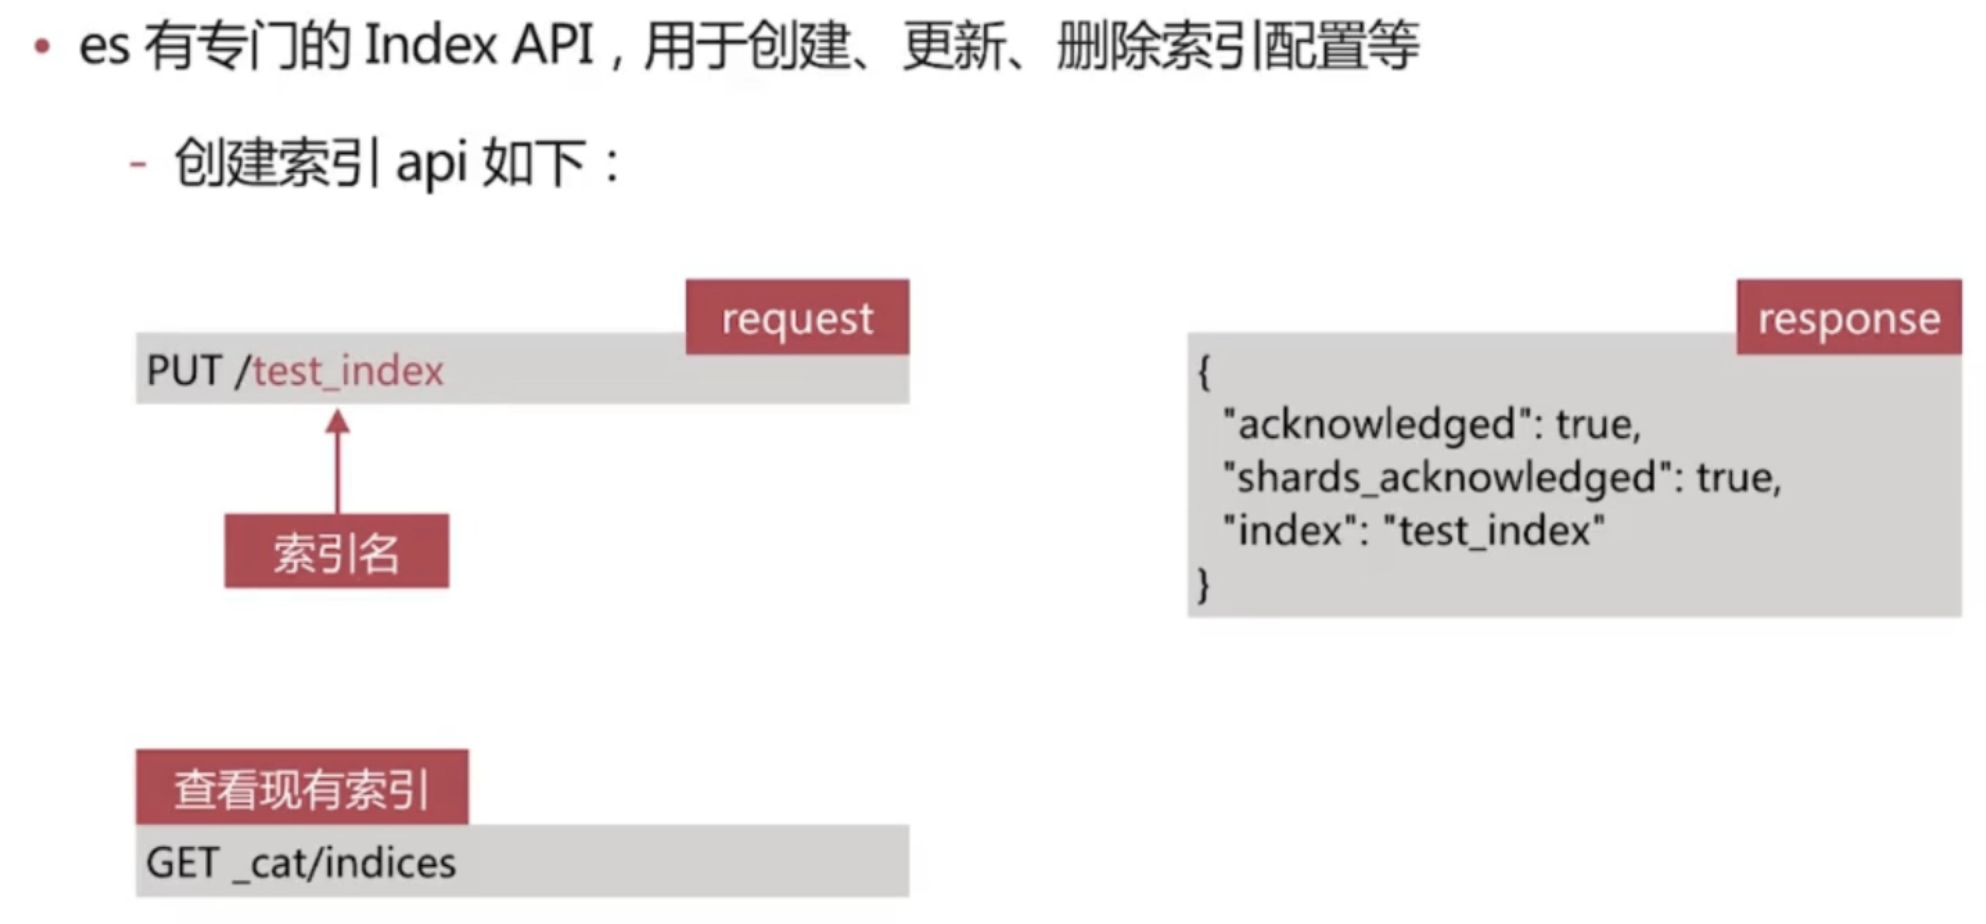 • es 有专门的 Index API，用于创建、更新、删除索引配置等
- 创建索引 api 如下：
request
PUT /test_index
索引名
response
{
"acknowledged": true,
"shards_acknowledged": true,
"index": "test_index"
}
查看现有索引
GET _cat/indices